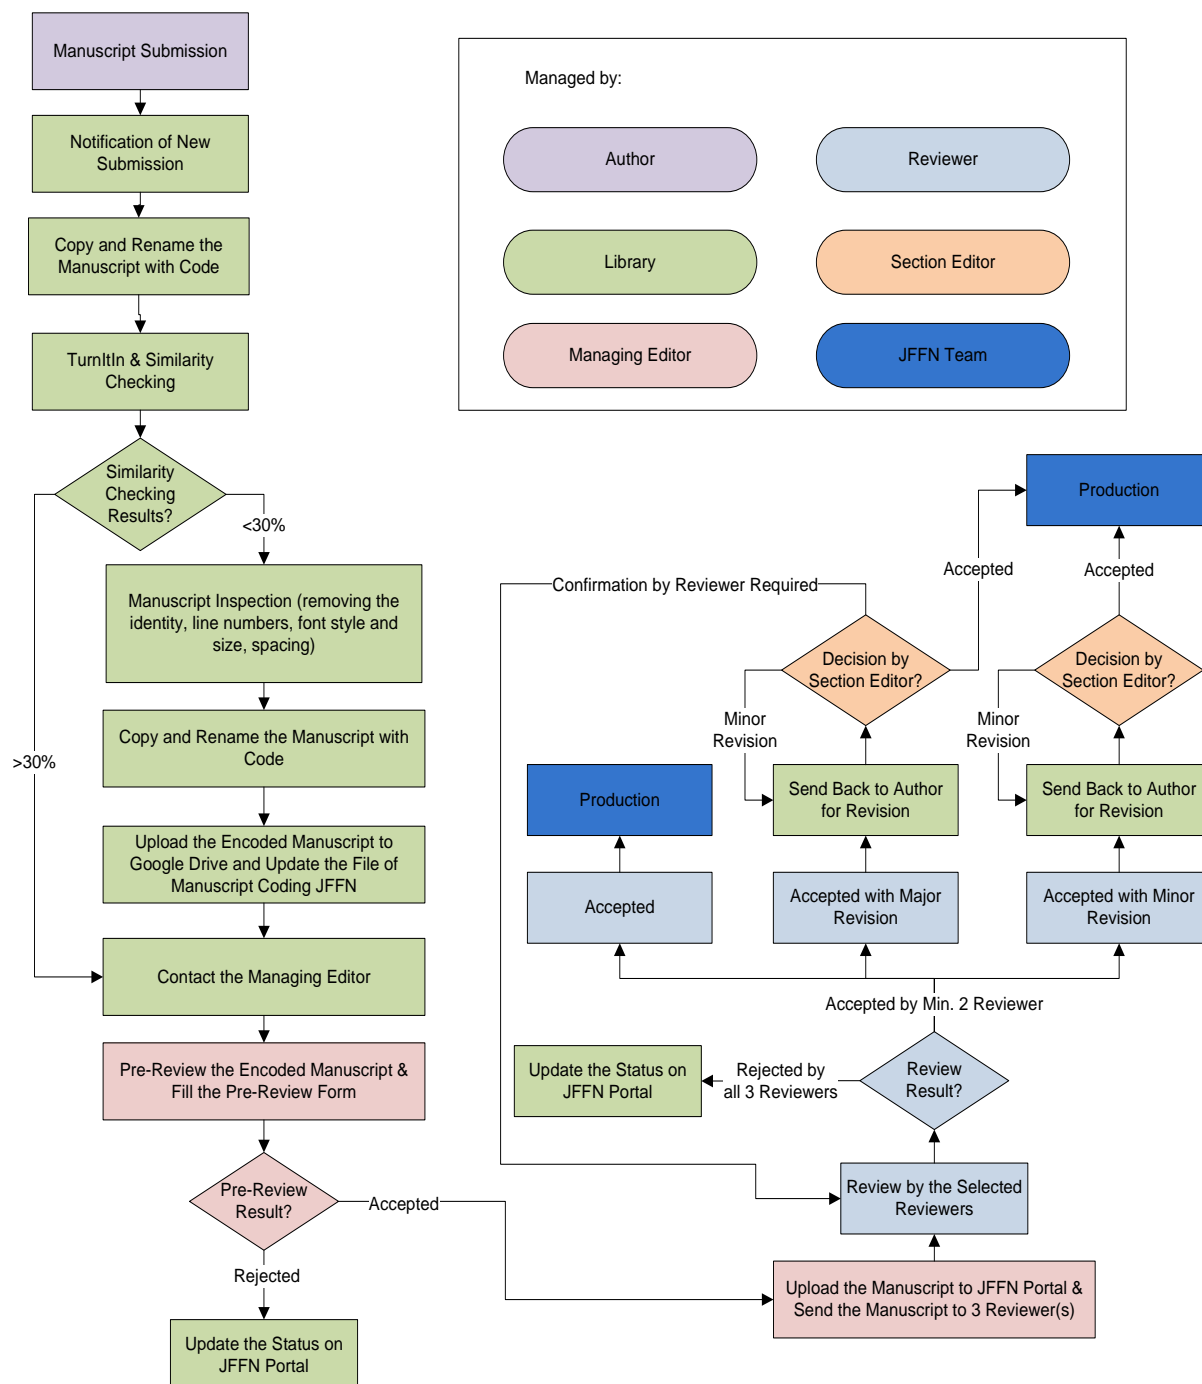 Manuscript Submission
Notification of New
Submission
Copy and Rename the
Manuscript with Code
TurnItIn & Similarity
Checking
Similarity
Checking
Results?
<30%
>30%
Manuscript Inspection (removing the
identity, line numbers, font style and
size, spacing)
Copy and Rename the Manuscript with
Code
Upload the Encoded Manuscript to
Google Drive and Update the File of
Manuscript Coding JFFN
Contact the Managing Editor
Pre-Review the Encoded Manuscript &
Fill the Pre-Review Form
Pre-Review
Result?
Accepted
Rejected
Update the Status on
JFFN Portal
Managed by:
Author
Reviewer
Library
Section Editor
Managing Editor
JFFN Team
Production
Accepted
Accepted
Confirmation by Reviewer Required
Decision by
Section Editor?
Decision by
Section Editor?
Minor
Revision
Minor
Revision
Production
Send Back to Author
for Revision
Send Back to Author
for Revision
Accepted
Accepted with Major
Revision
Accepted with Minor
Revision
Accepted by Min. 2 Reviewer
Update the Status on
JFFN Portal
Rejected by
all 3 Reviewers
Review
Result?
Review by the Selected
Reviewers
Upload the Manuscript to JFFN Portal &
Send the Manuscript to 3 Reviewer(s)